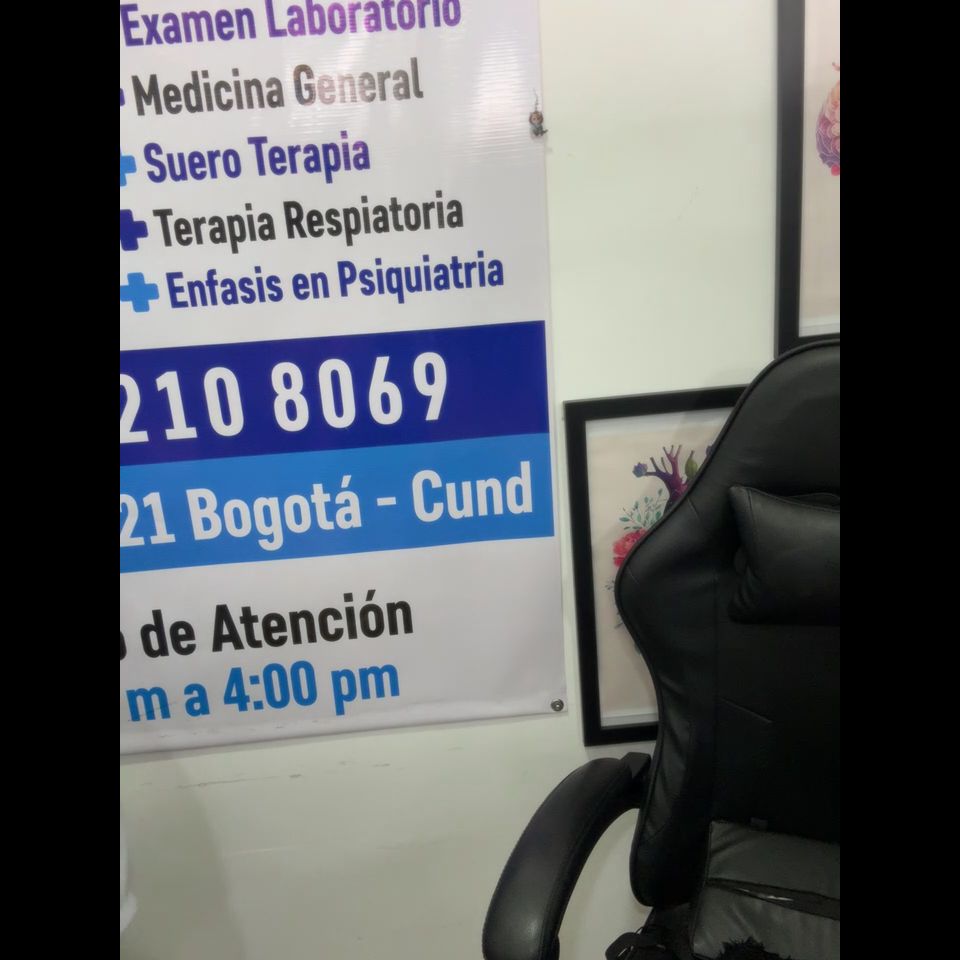 Examen Laboratorio
Medicina General
Suero Terapia
Terapia Respiatoria
Enfasis en Psiquiatria
210 8069
21 Bogotá - Cund
de Atención
m a 4:00 pm